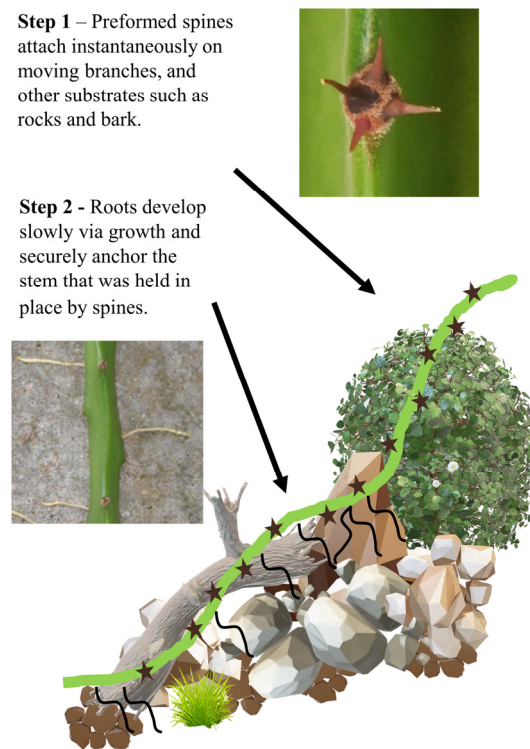 Step 1 – Preformed spines
attach instantaneously on
moving branches, and
other substrates such as
rocks and bark.
Step 2 - Roots develop
slowly via growth and
securely anchor the
stem that was held in
place by spines.